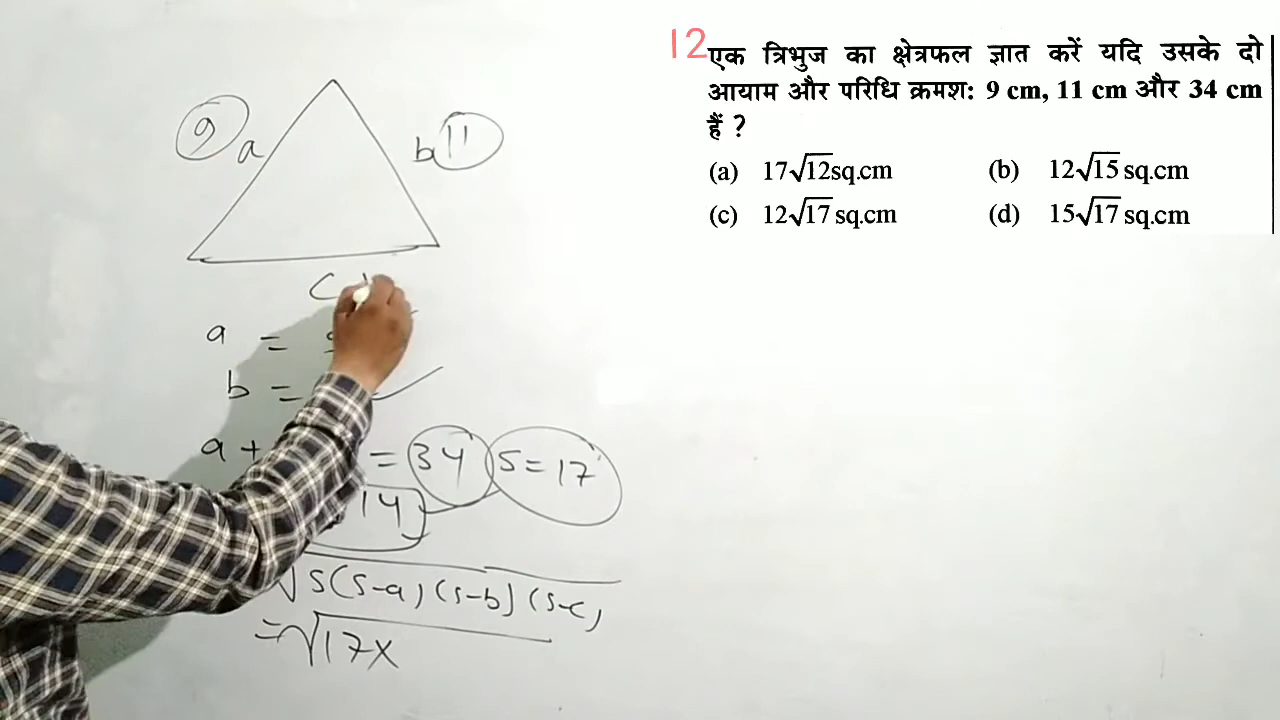 12
एक त्रिभुज का क्षेत्रफल ज्ञात करें यदि उसके दो
आयाम और परिधि क्रमश: 9 cm, 11 cm और 34 cm
हैं ?
(a) 17√12sq.cm (b) 12√15 sq.cm
(c) 12√17 sq.cm (d) 15√17 sq.cm
9 a b 11
c
a =
b =
a + = 34 S = 17
14
√S(S-a)(S-b)(S-c)
= √17x